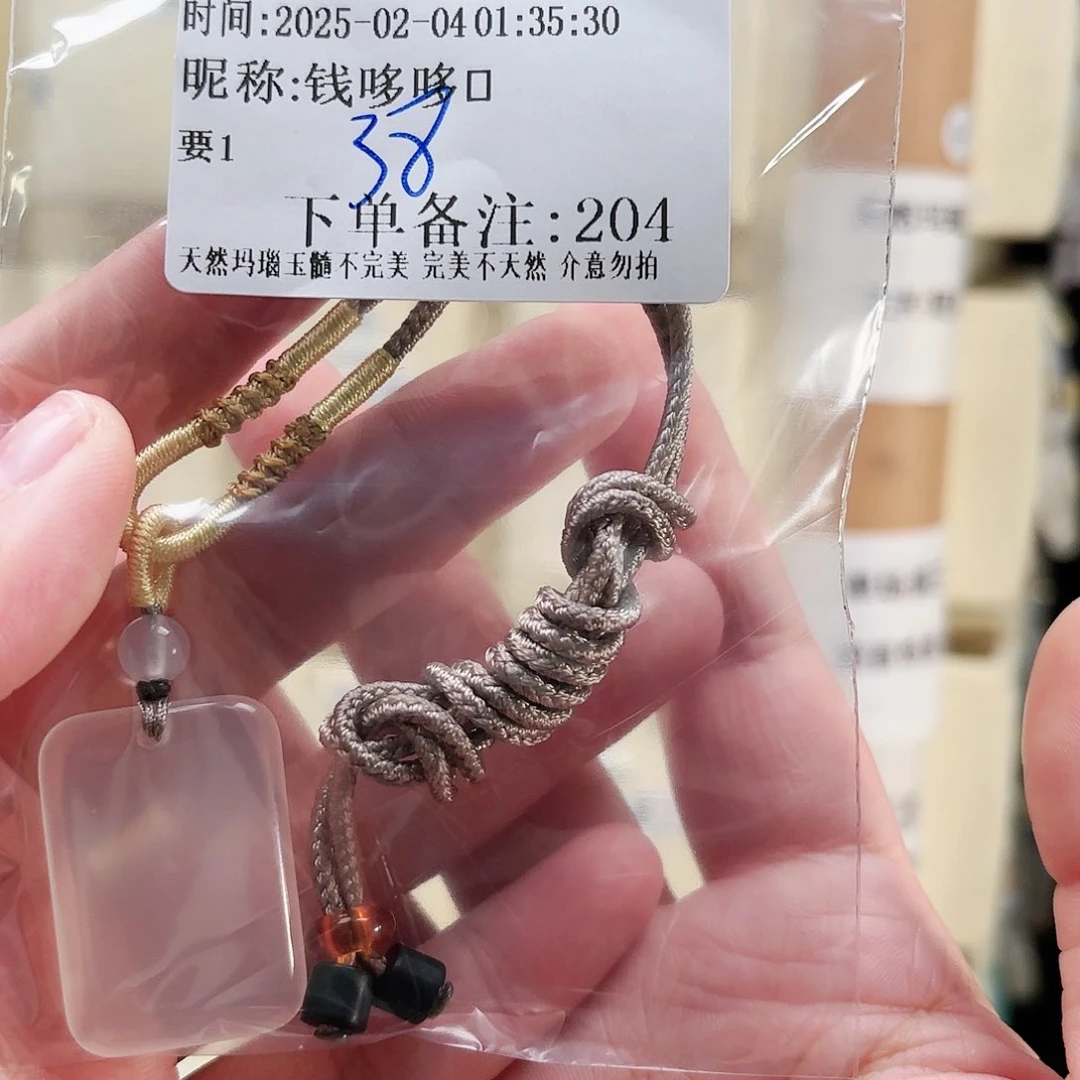 时间:2025-02-04 01:35:30
昵称:钱哆哆口
要1
38
下单备注:204
天然玛瑙玉髓不完美 完美不天然 介意勿拍